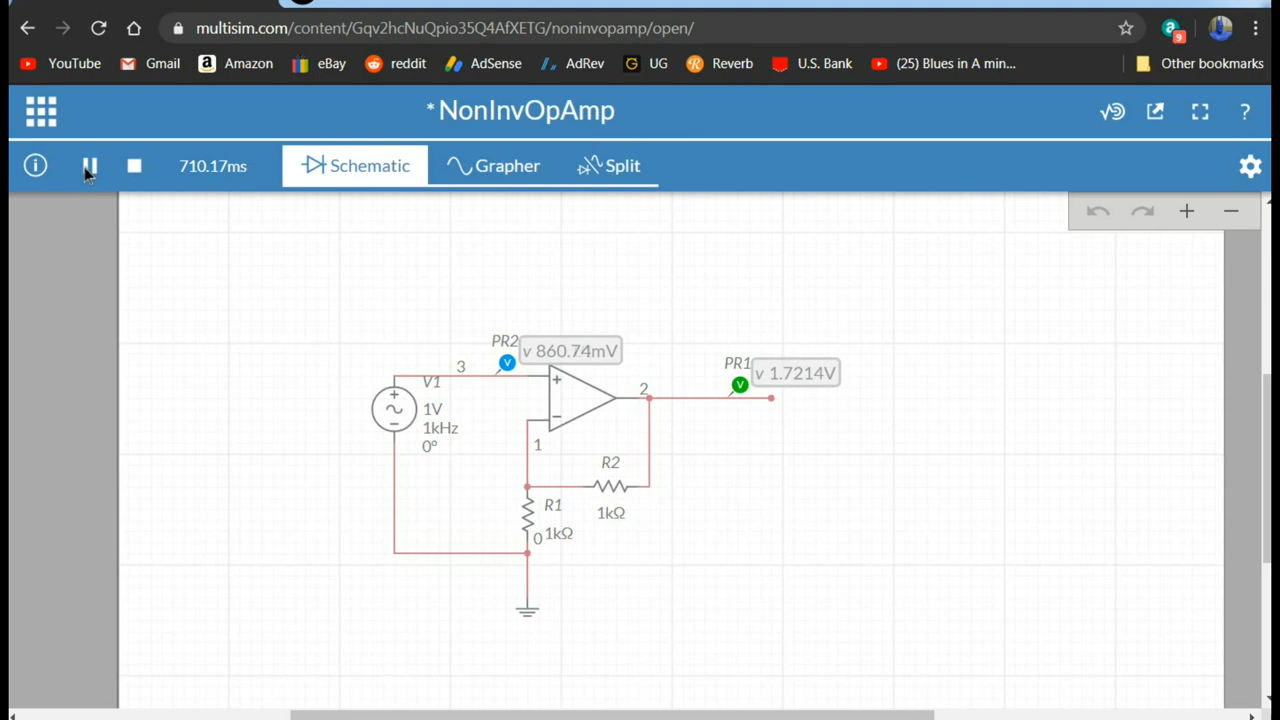 multisim.com/content/Gqv2hcNuQpio35Q4AfXETG/noninvopamp/open/
9
YouTube Gmail Amazon eBay reddit AdSense AdRev UG Reverb U.S. Bank (25) Blues in A min... Other bookmarks
*NonInvOpAmp
?
710.17ms Schematic Grapher Split
PR2 v 860.74mV
PR1 v 1.7214V
3
V1
1V
1kHz
0°
2
1
R2
1kΩ
R1
1kΩ
0
V
V